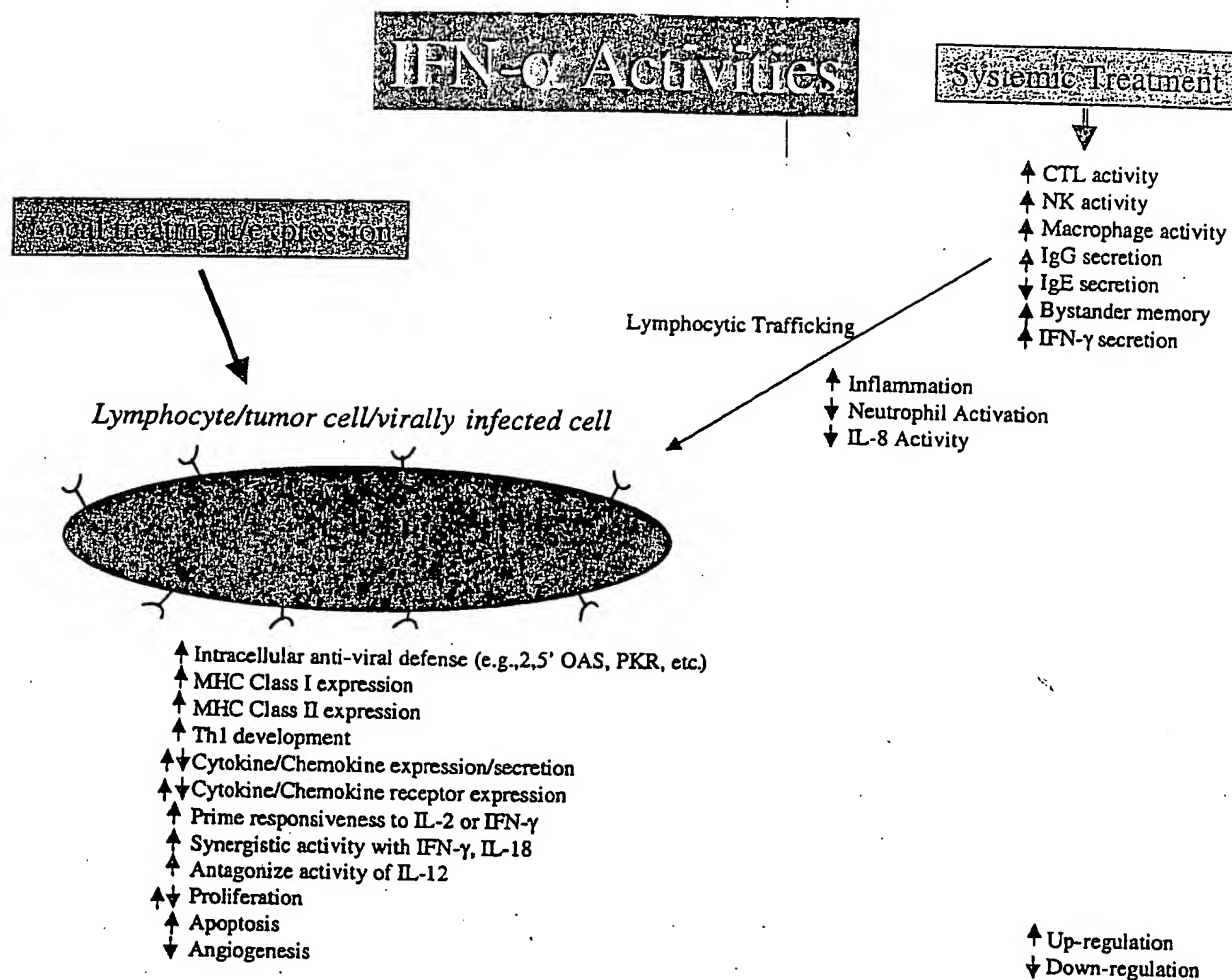 IFN-α Activities
Systemic Treatment
↑ CTL activity
↑ NK activity
↑ Macrophage activity
↑ IgG secretion
↓ IgE secretion
↑ Bystander memory
↑ IFN-γ secretion
Local treatment/expression
Lymphocytic Trafficking
↑ Inflammation
↓ Neutrophil Activation
↓ IL-8 Activity
Lymphocyte/tumor cell/virally infected cell
↑ Intracellular anti-viral defense (e.g.,2,5' OAS, PKR, etc.)
↑ MHC Class I expression
↑ MHC Class II expression
↑ Th1 development
↑↓ Cytokine/Chemokine expression/secretion
↑↓ Cytokine/Chemokine receptor expression
↑ Prime responsiveness to IL-2 or IFN-γ
↑ Synergistic activity with IFN-γ, IL-18
↑ Antagonize activity of IL-12
↑↓ Proliferation
↑ Apoptosis
↓ Angiogenesis
↑ Up-regulation
↓ Down-regulation